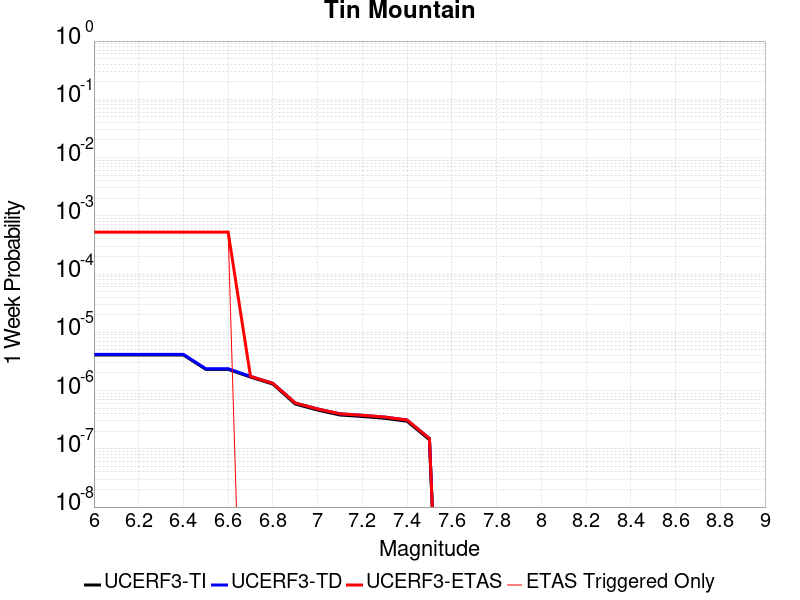 Tin Mountain
10^0
10^-1
10^-2
10^-3
10^-4
10^-5
10^-6
10^-7
10^-8
1 Week Probability
6 6.2 6.4 6.6 6.8 7 7.2 7.4 7.6 7.8 8 8.2 8.4 8.6 8.8 9
Magnitude
UCERF3-TI UCERF3-TD UCERF3-ETAS ETAS Triggered Only